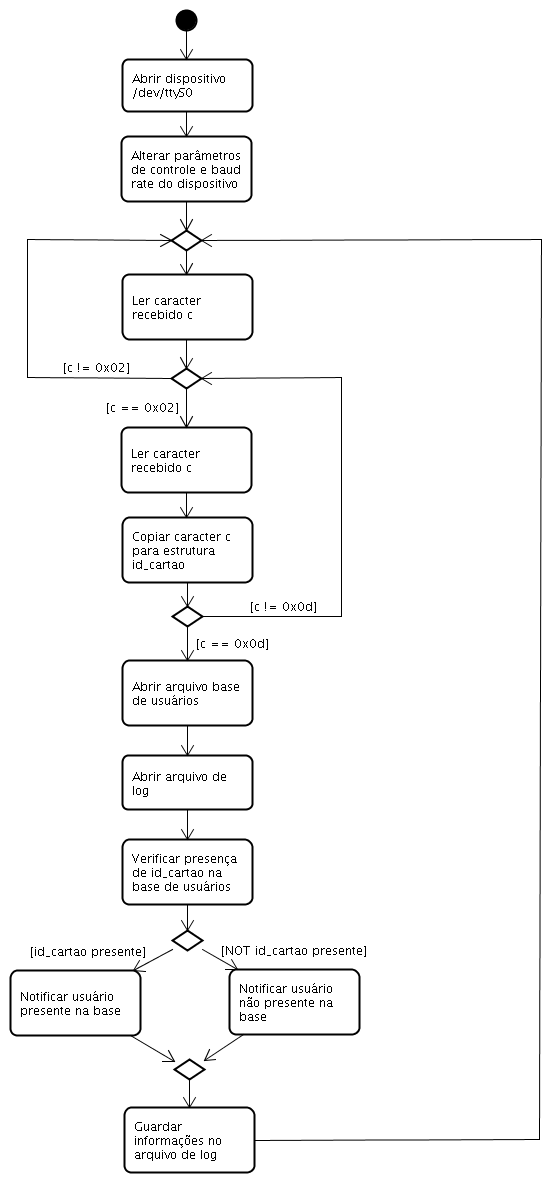 Abrir dispositivo
/dev/ttyS0
Alterar parâmetros
de controle e baud
rate do dispositivo
Ler caracter
recebido c
[c != 0x02]
[c == 0x02]
Ler caracter
recebido c
Copiar caracter c
para estrutura
id_cartao
[c != 0x0d]
[c == 0x0d]
Abrir arquivo base
de usuários
Abrir arquivo de
log
Verificar presença
de id_cartao na
base de usuários
[id_cartao presente]
[NOT id_cartao presente]
Notificar usuário
presente na base
Notificar usuário
não presente na
base
Guardar
informações no
arquivo de log